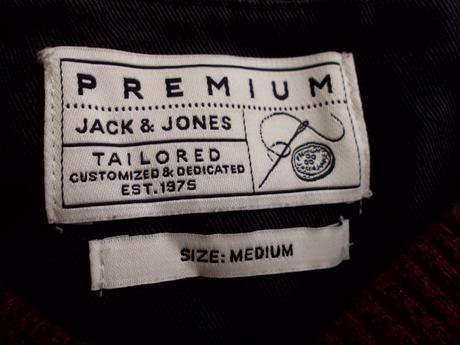 PREMIUM
JACK & JONES
TAILORED
CUSTOMIZED & DEDICATED
EST. 1975
SIZE: MEDIUM